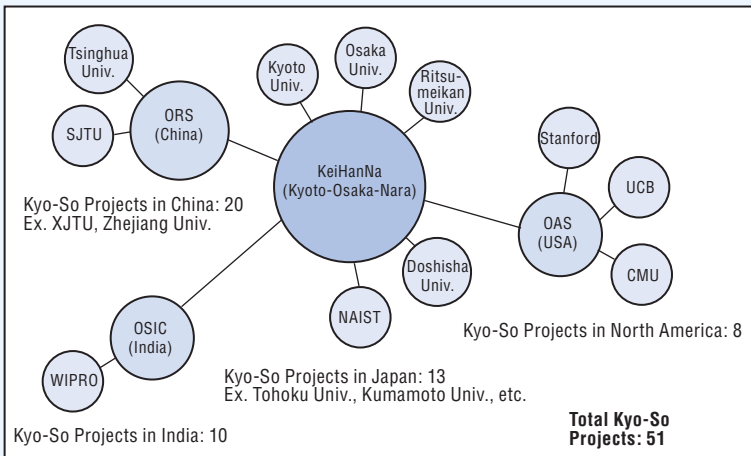 Tsinghua
Univ.
SJTU
ORS
(China)
Kyoto
Univ.
Osaka
Univ.
Ritsu-
meikan
Univ.
KeiHanNa
(Kyoto-Osaka-Nara)
Stanford
UCB
OAS
(USA)
CMU
Kyo-So Projects in China: 20
Ex. XJTU, Zhejiang Univ.
Doshisha
Univ.
NAIST
OSIC
(India)
WIPRO
Kyo-So Projects in North America: 8
Kyo-So Projects in Japan: 13
Ex. Tohoku Univ., Kumamoto Univ., etc.
Kyo-So Projects in India: 10
Total Kyo-So
Projects: 51